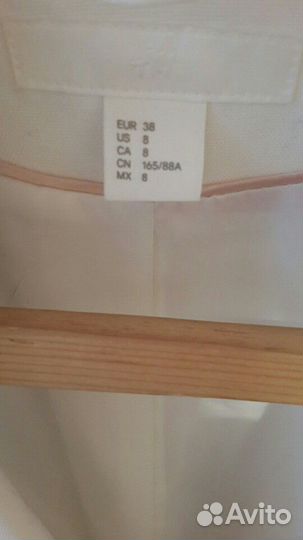 EUR 38
US 8
CA 8
CN 165/88A
MX 8
Avito